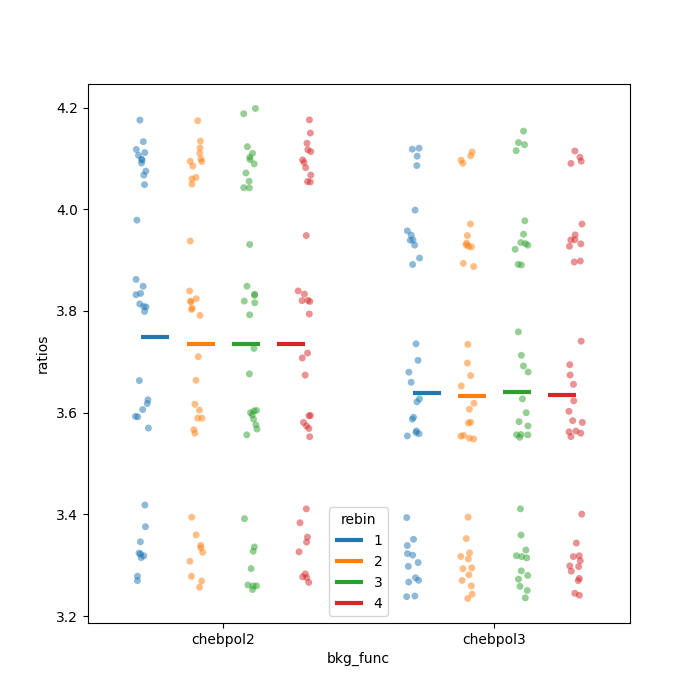 4.2
4.0
3.8
3.6
3.4
3.2
ratios
rebin
1
2
3
4
chebpol2
chebpol3
bkg_func